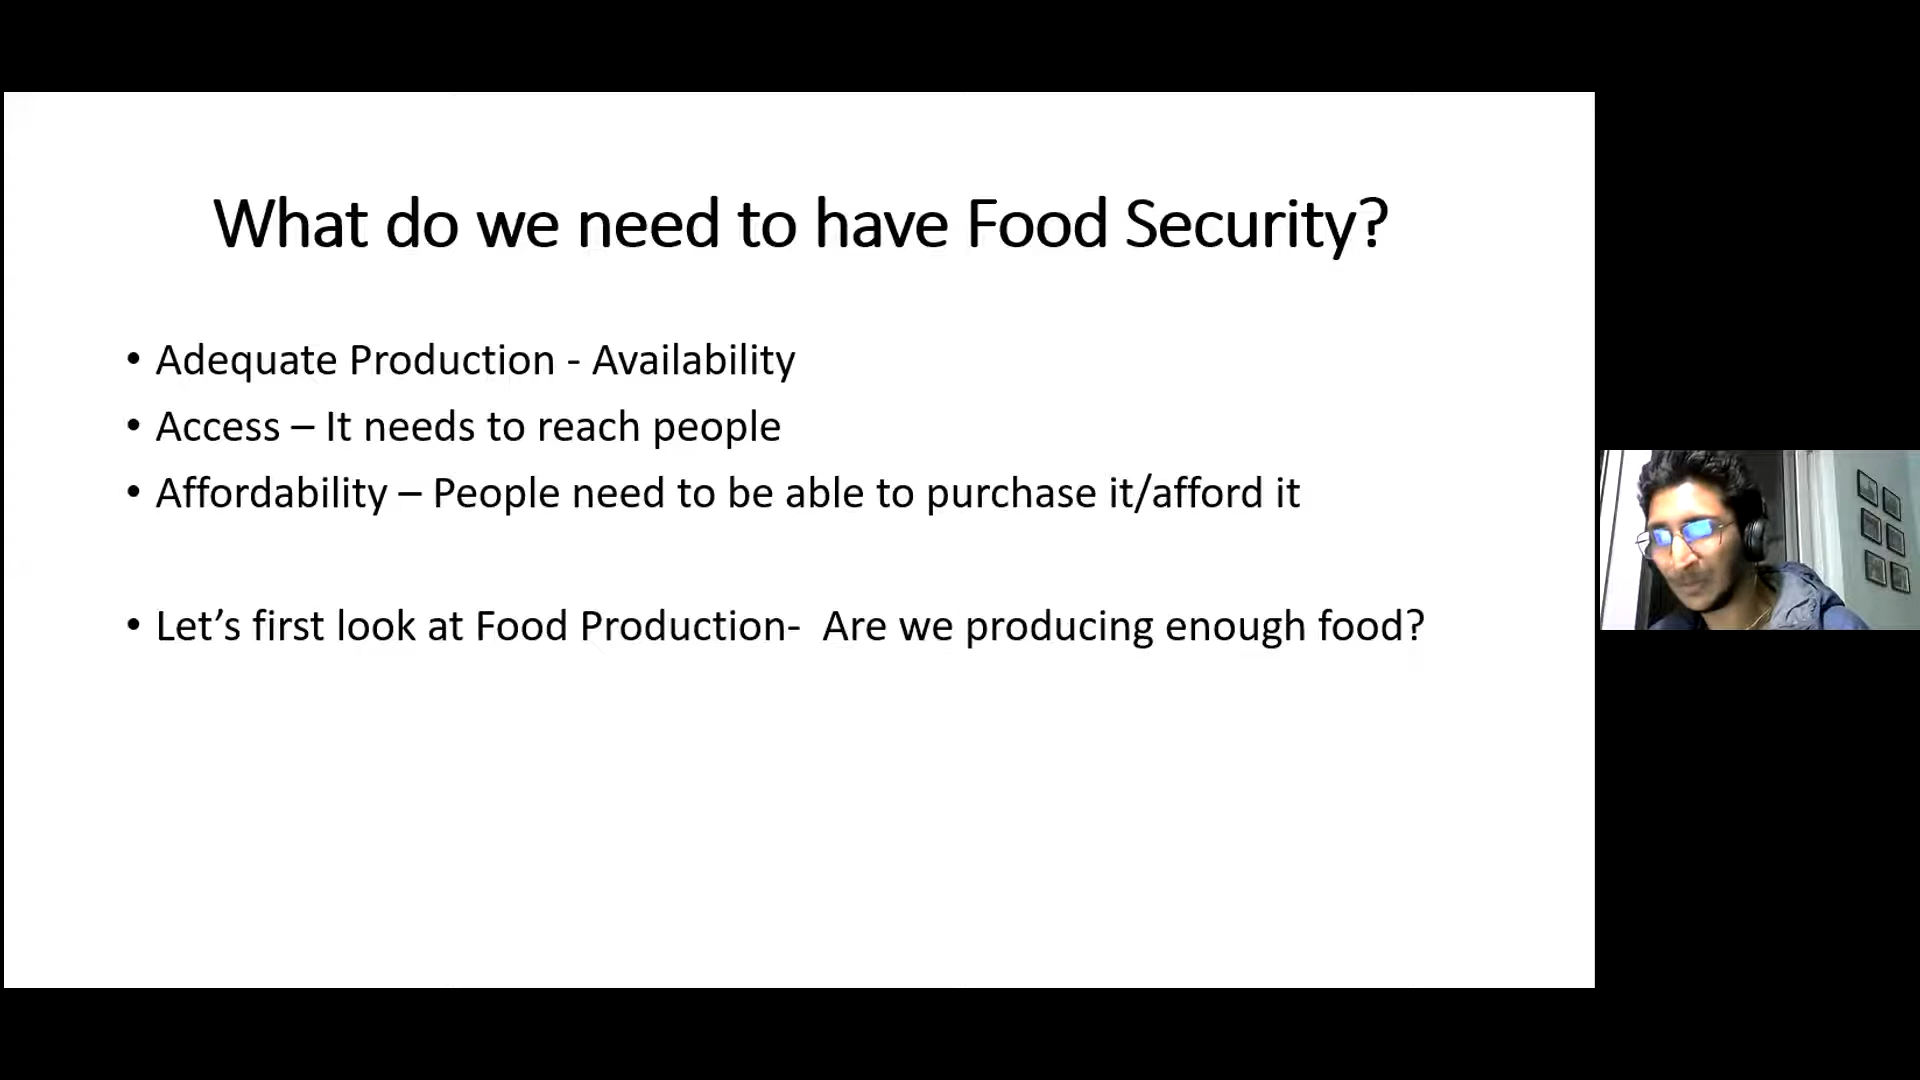 What do we need to have Food Security?
• Adequate Production - Availability
• Access – It needs to reach people
• Affordability – People need to be able to purchase it/afford it
• Let’s first look at Food Production-  Are we producing enough food?